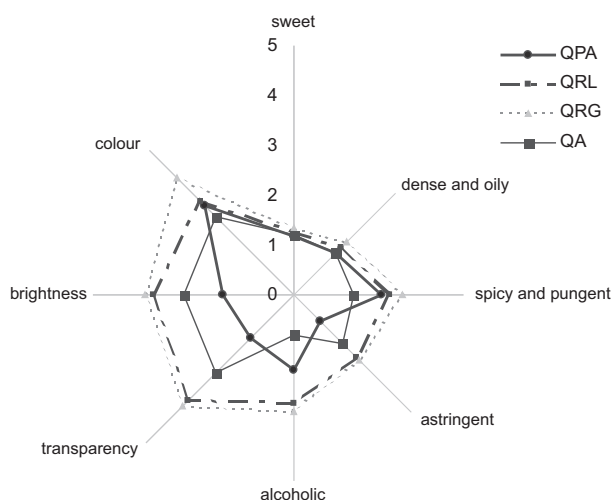 sweet
5
4
3
2
1
0
QPA
QRL
QRG
QA
colour
dense and oily
brightness
spicy and pungent
astringent
transparency
alcoholic